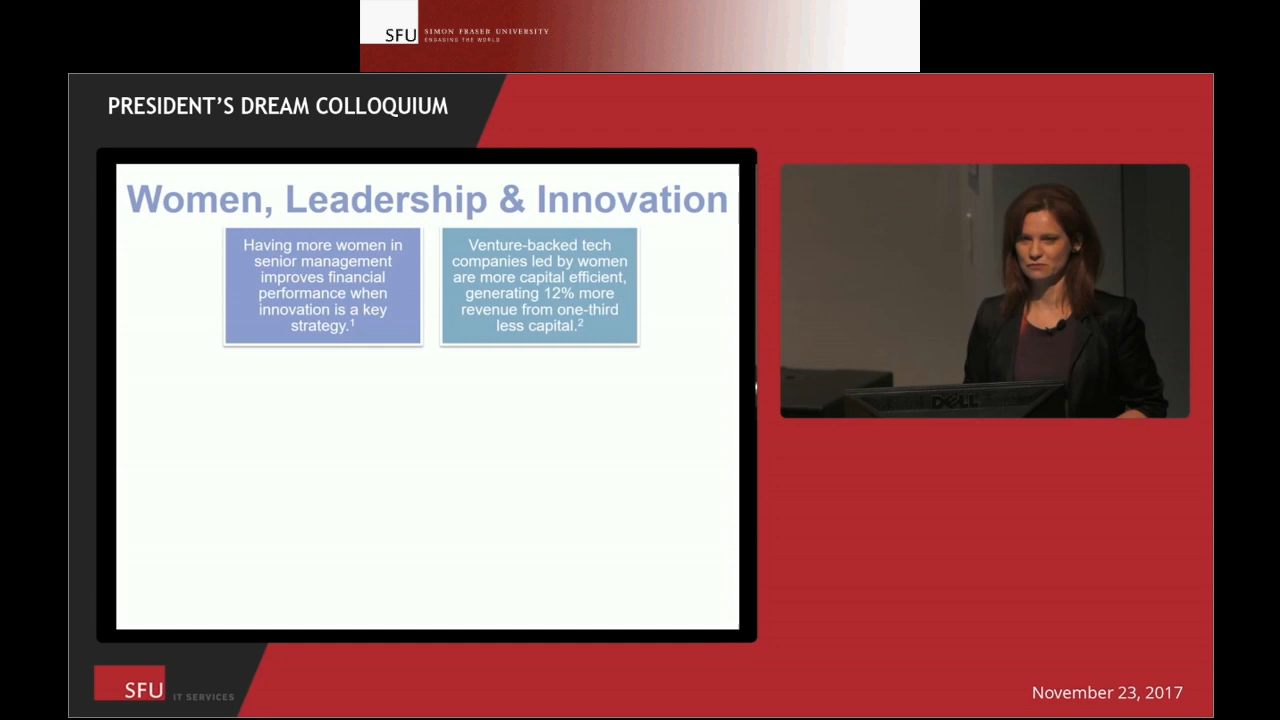 SFU SIMON FRASER UNIVERSITY
ENGAGING THE WORLD
PRESIDENT'S DREAM COLLOQUIUM
Women, Leadership & Innovation
Having more women in
senior management
improves financial
performance when
innovation is a key
strategy.1
Venture-backed tech
companies led by women
are more capital efficient,
generating 12% more
revenue from one-third
less capital.2
DELL
SFU IT SERVICES
November 23, 2017